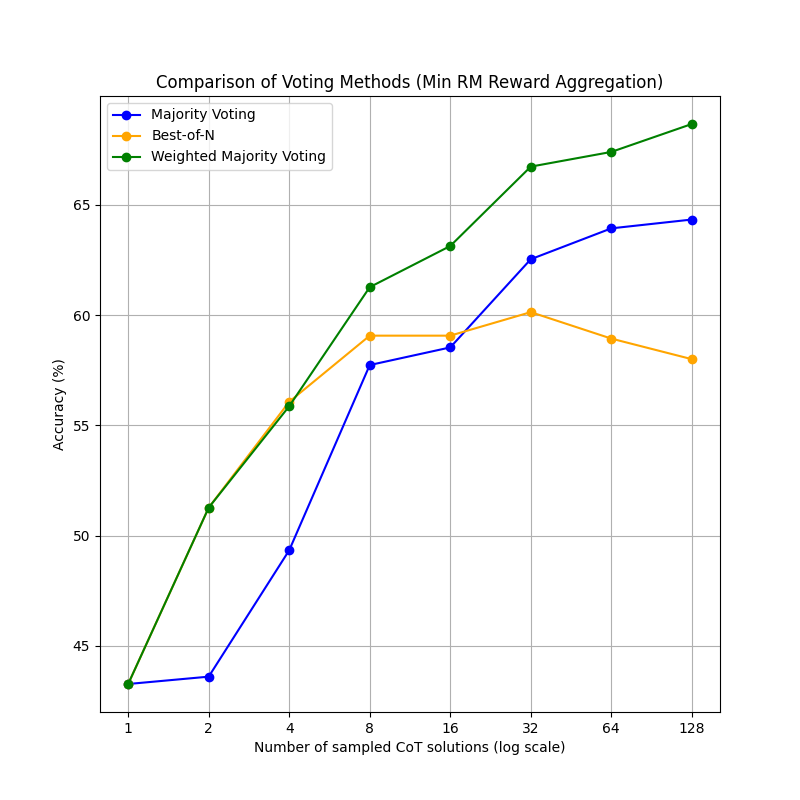 Comparison of Voting Methods (Min RM Reward Aggregation)
Majority Voting
Best-of-N
Weighted Majority Voting
Accuracy (%)
65
60
55
50
45
1 2 4 8 16 32 64 128
Number of sampled CoT solutions (log scale)